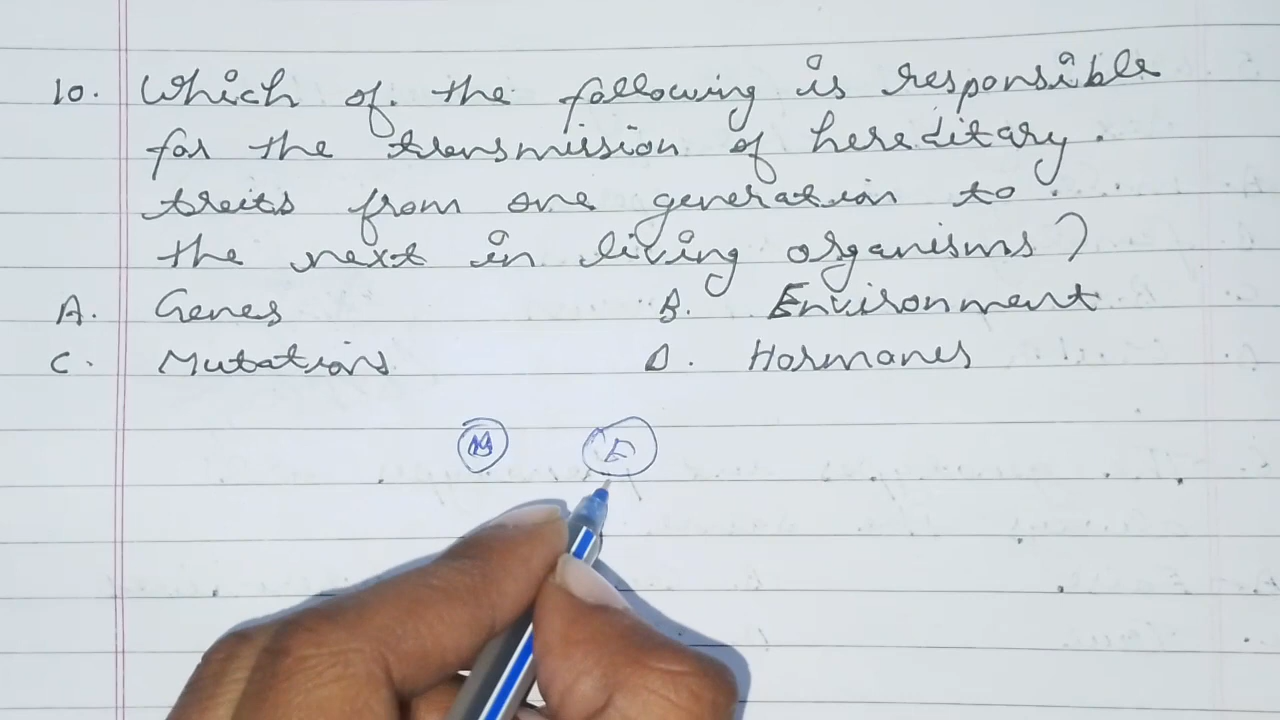 10. Which of the following is responsible
for the transmission of hereditary.
traits from one generation to
the next in living organisms?
A. Genes B. Environment
C. Mutations D. Hormones
M F